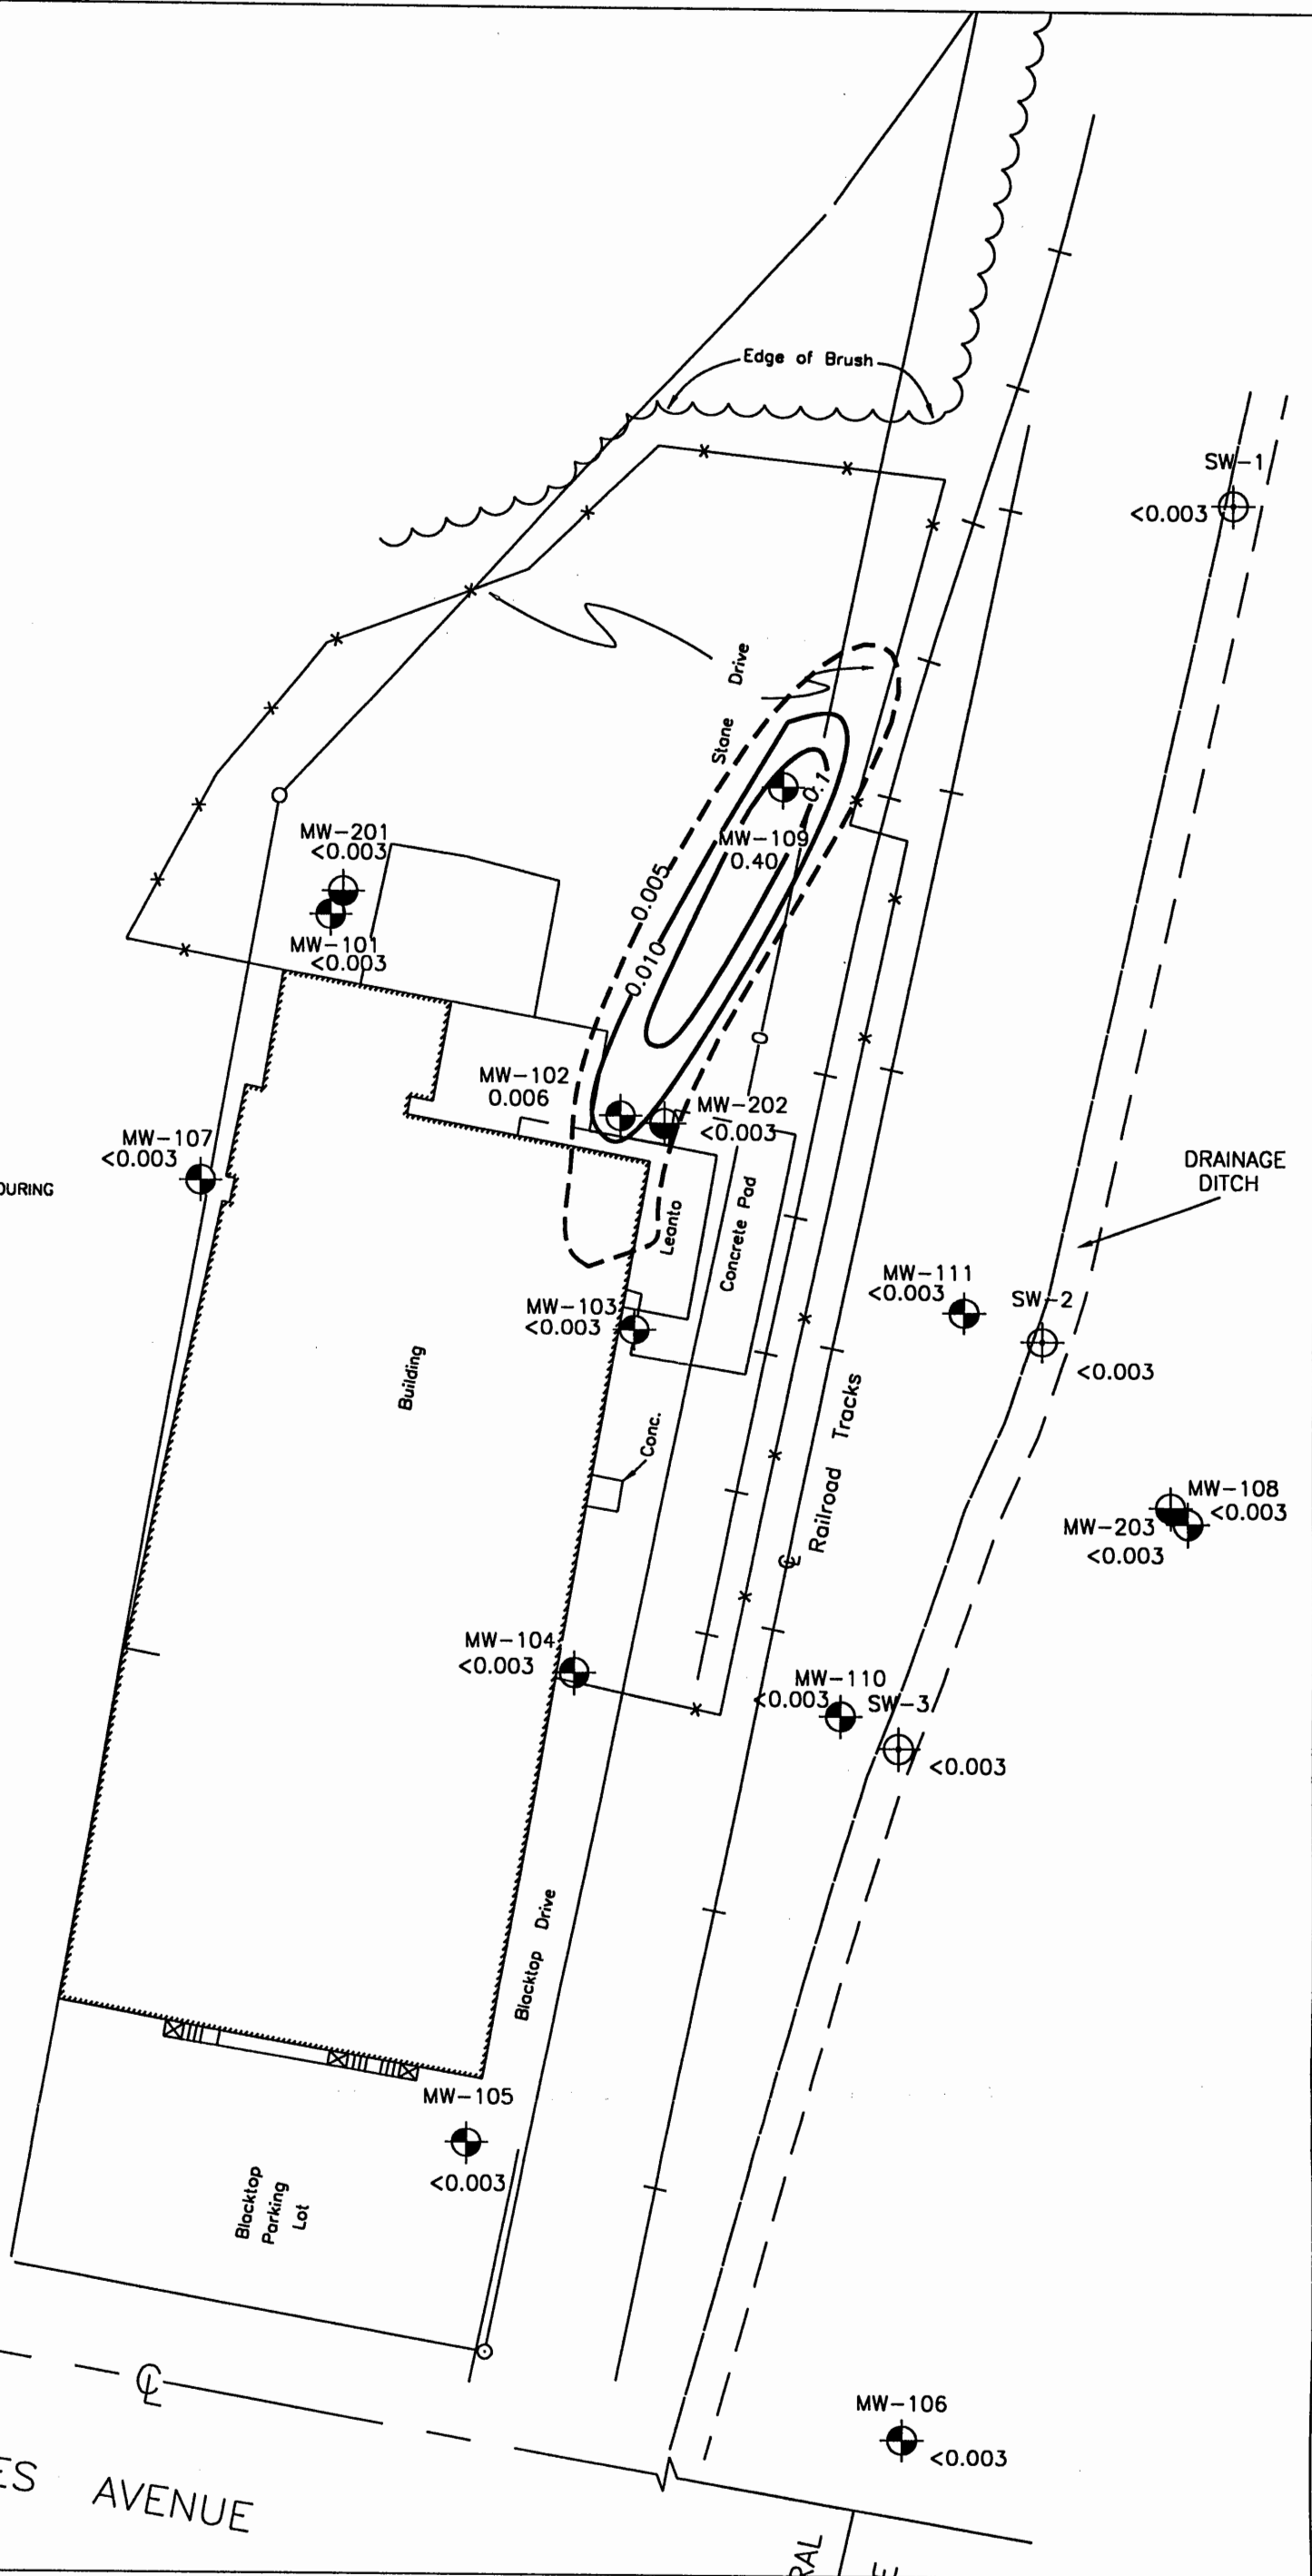 Edge of Brush
SW-1
<0.003
Stone Drive
0.1
MW-109
0.40
MW-201
<0.003
0.005
0.010
MW-101
<0.003
MW-102
0.006
MW-202
<0.003
MW-107
<0.003
DRAINAGE
DITCH
Leanto
Concrete Pad
MW-111
<0.003
SW-2
<0.003
MW-103
<0.003
Building
Conc.
Railroad Tracks
MW-108
<0.003
MW-203
<0.003
MW-104
<0.003
MW-110
<0.003
SW-3
<0.003
Blacktop Drive
MW-105
<0.003
Blacktop
Parking
Lot
MW-106
<0.003
AVENUE